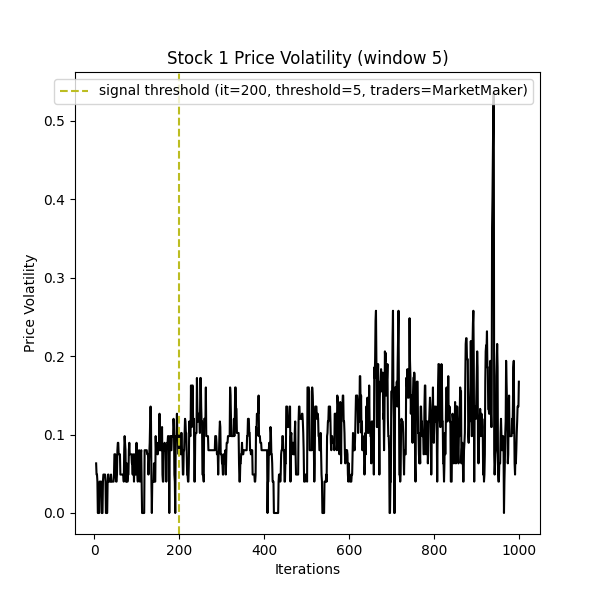 Stock 1 Price Volatility (window 5)
signal threshold (it=200, threshold=5, traders=MarketMaker)
0.5
0.4
0.3
0.2
0.1
0.0
Price Volatility
0 200 400 600 800 1000
Iterations